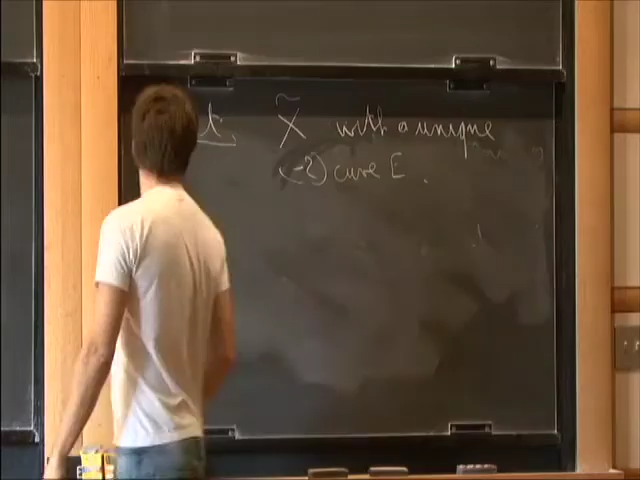 t. X̃ with a unique
(-2) curve E.